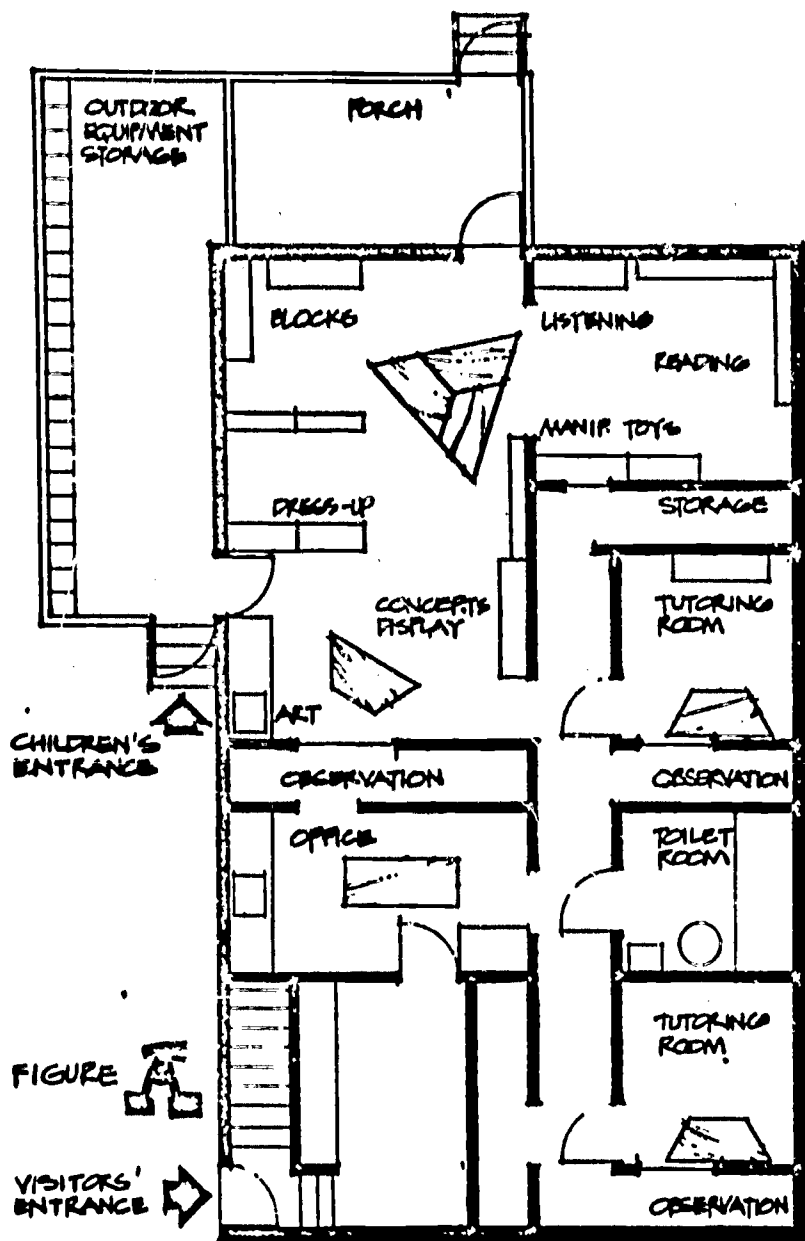 OUTDOOR
EQUIPMENT
STORAGE
PORCH
BLOCKS
LISTENING
READING
MANIP. TOYS
DRESS-UP
STORAGE
CONCEPTS
DISPLAY
TUTORING
ROOM
ART
CHILDREN'S
ENTRANCE
OBSERVATION
OBSERVATION
OFFICE
TOILET
ROOM
TUTORING
ROOM
FIGURE
VISITORS'
ENTRANCE
OBSERVATION